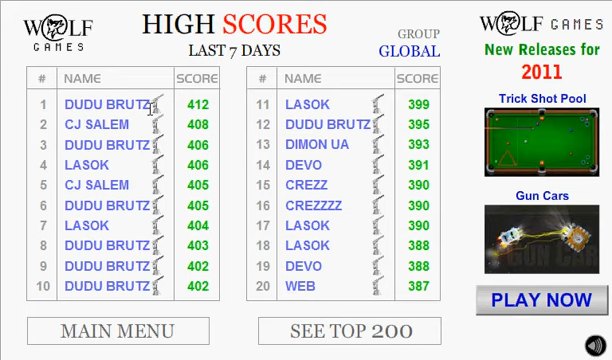 WOLF
GAMES
HIGH SCORES
LAST 7 DAYS
GROUP
GLOBAL
# NAME SCORE
1 DUDU BRUTZ 412
2 CJ SALEM 408
3 DUDU BRUTZ 406
4 LASOK 406
5 CJ SALEM 405
6 DUDU BRUTZ 405
7 LASOK 404
8 DUDU BRUTZ 403
9 DUDU BRUTZ 402
10 DUDU BRUTZ 402
# NAME SCORE
11 LASOK 399
12 DUDU BRUTZ 395
13 DIMON UA 393
14 DEVO 391
15 CREZZ 390
16 CREZZZZ 390
17 LASOK 390
18 LASOK 388
19 DEVO 388
20 WEB 387
MAIN MENU
SEE TOP 200
WOLF GAMES
New Releases for
2011
Trick Shot Pool
Gun Cars
GUN CARS
PLAY NOW